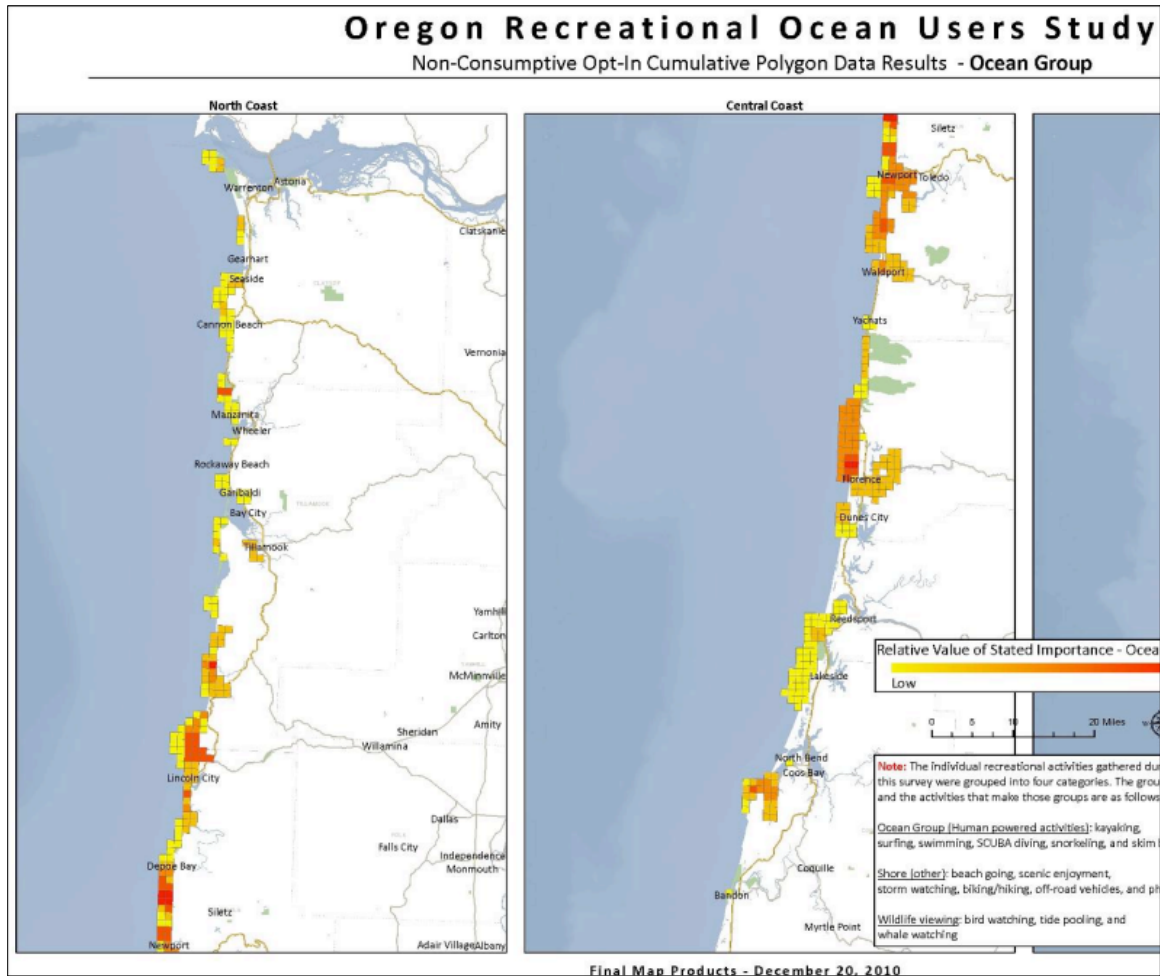 Oregon Recreational Ocean Users Study
Non-Consumptive Opt-In Cumulative Polygon Data Results - Ocean Group
North Coast
Astoria
Warrenton
Clatskanie
Gearhart
Seaside
CLATSOP
Cannon Beach
Vernonia
Manzanita
Wheeler
Rockaway Beach
Garibaldi
TILLAMOOK
Bay City
Tillamook
Yamhill
Carlton
YAMHILL
McMinnville
Amity
Sheridan
Willamina
Lincoln City
Dallas
POLK
Falls City
Independence
Monmouth
Depoe Bay
Siletz
Newport
Adair Village
Albany
Central Coast
Siletz
Newport
Toledo
Waldport
Yachats
Florence
Dunes City
Reedsport
Lakeside
North Bend
Coos Bay
Coquille
Bandon
Myrtle Point
Relative Value of Stated Importance - Ocea
Low
0 5 10 20 Miles
W
Note: The individual recreational activities gathered du
this survey were grouped into four categories. The grou
and the activities that make those groups are as follows
Ocean Group (Human powered activities): kayaking,
surfing, swimming, SCUBA diving, snorkeling, and skim
Shore (other): beach going, scenic enjoyment,
storm watching, biking/hiking, off-road vehicles, and ph
Wildlife viewing: bird watching, tide pooling, and
whale watching
Final Map Products - December 20, 2010